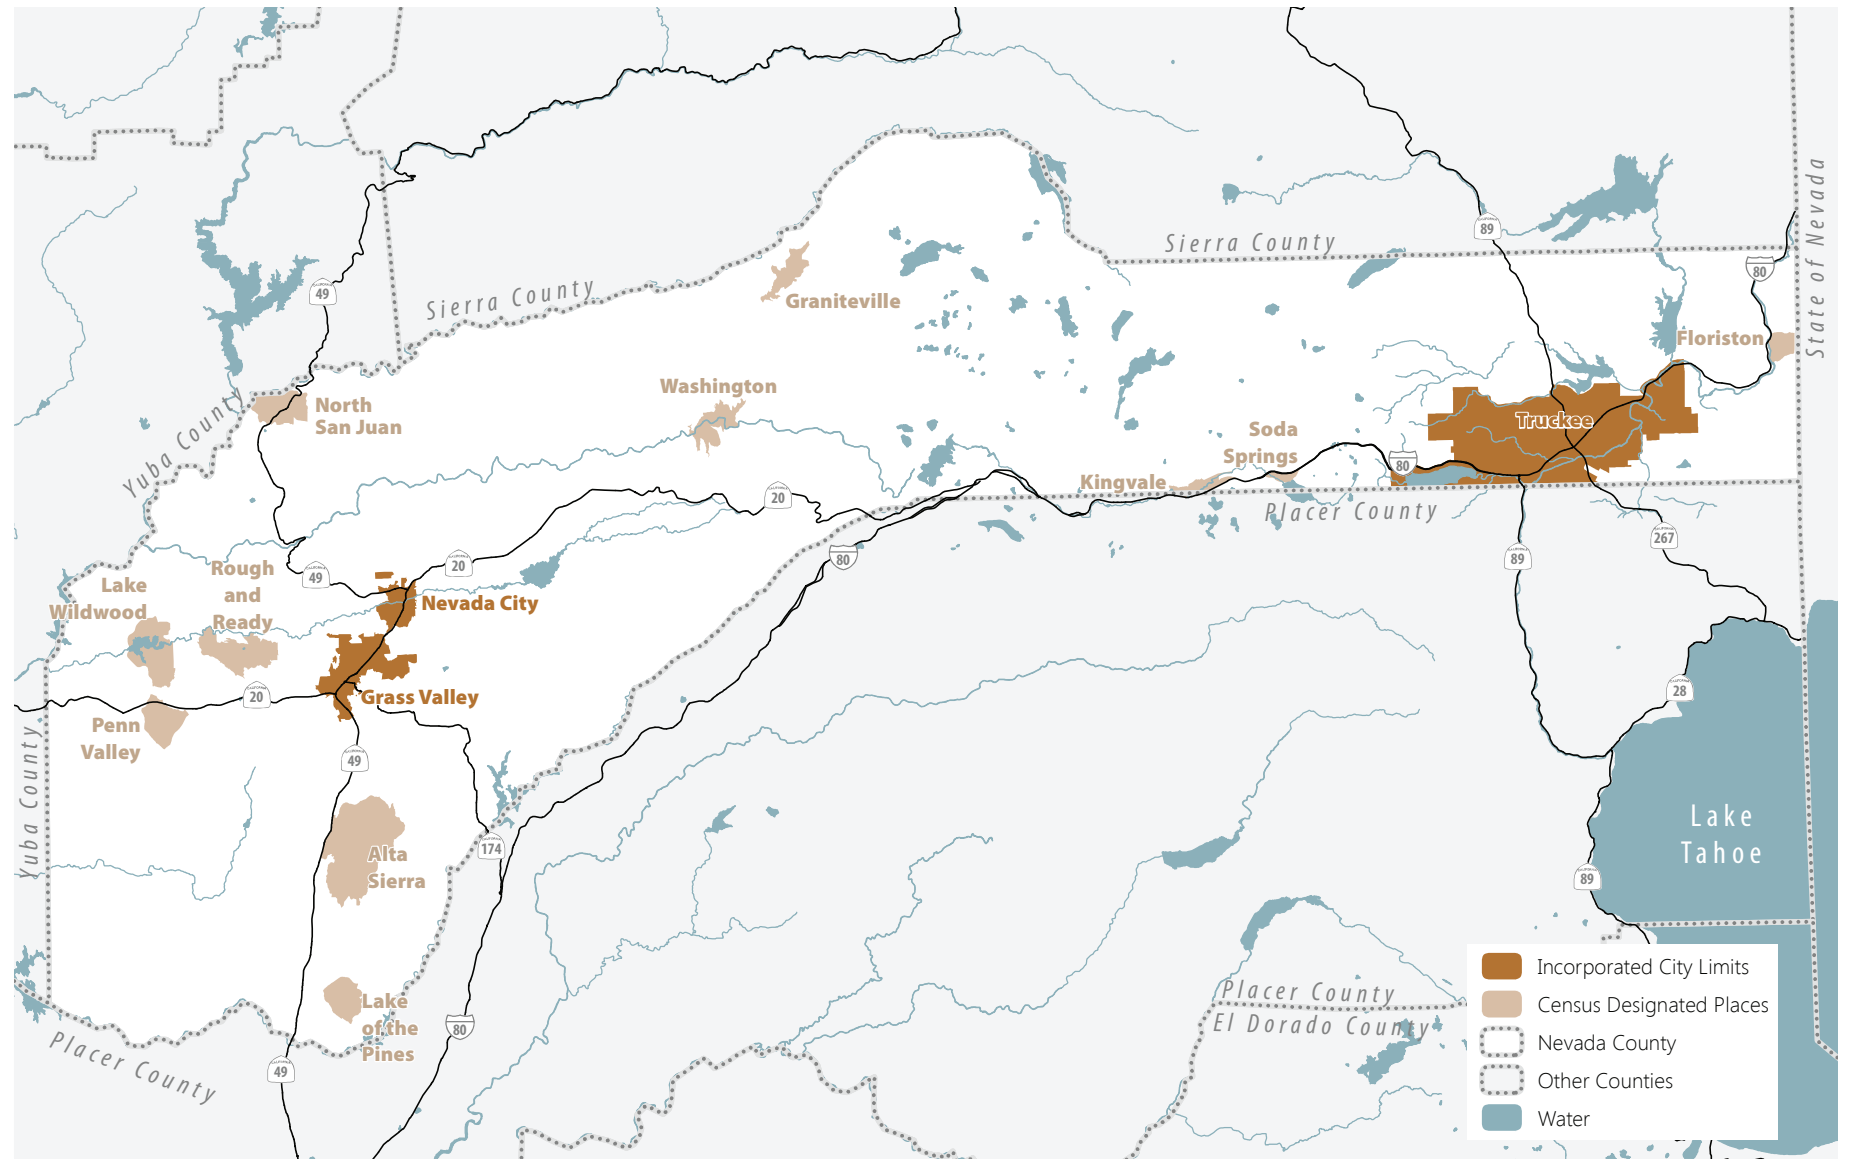 Sierra County
89
State of Nevada
80
49
Sierra County
Graniteville
Floriston
Washington
Yuba County
North
San Juan
Truckee
Soda
Springs
80
Kingvale
20
Placer County
267
80
89
Rough
and
Ready
Lake
Wildwood
49
20
Nevada City
20
Grass Valley
28
Penn
Valley
Yuba County
49
174
Lake
Tahoe
Alta
Sierra
89
Lake
of the
Pines
80
49
Placer County
Placer County
El Dorado County
Incorporated City Limits
Census Designated Places
Nevada County
Other Counties
Water